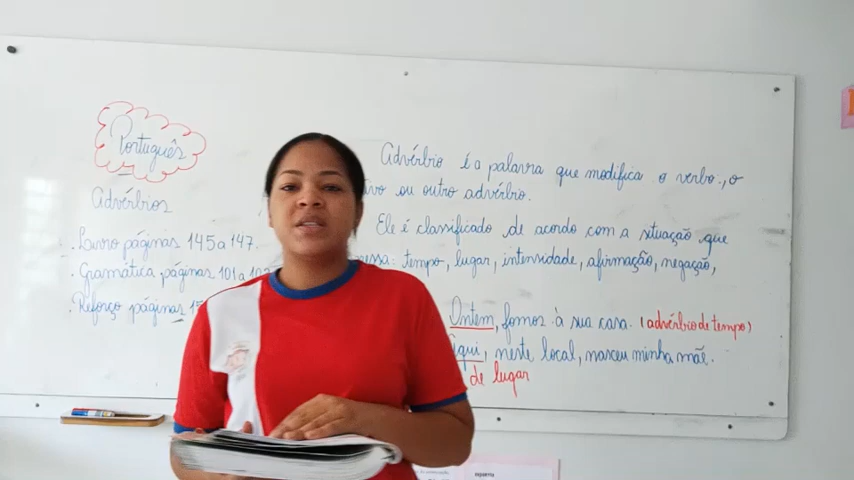 Português
Advérbios
. Livro páginas 145 a 147.
. Gramática páginas 101 a
. Reforço páginas
Advérbio é a palavra que modifica o verbo, o
ou outro advérbio.
Ele é classificado de acordo com a situação que
tempo, lugar, intensidade, afirmação, negação,
Ontem, fomos à sua casa. (advérbio de tempo)
neste local, nasceu minha mãe.
de lugar